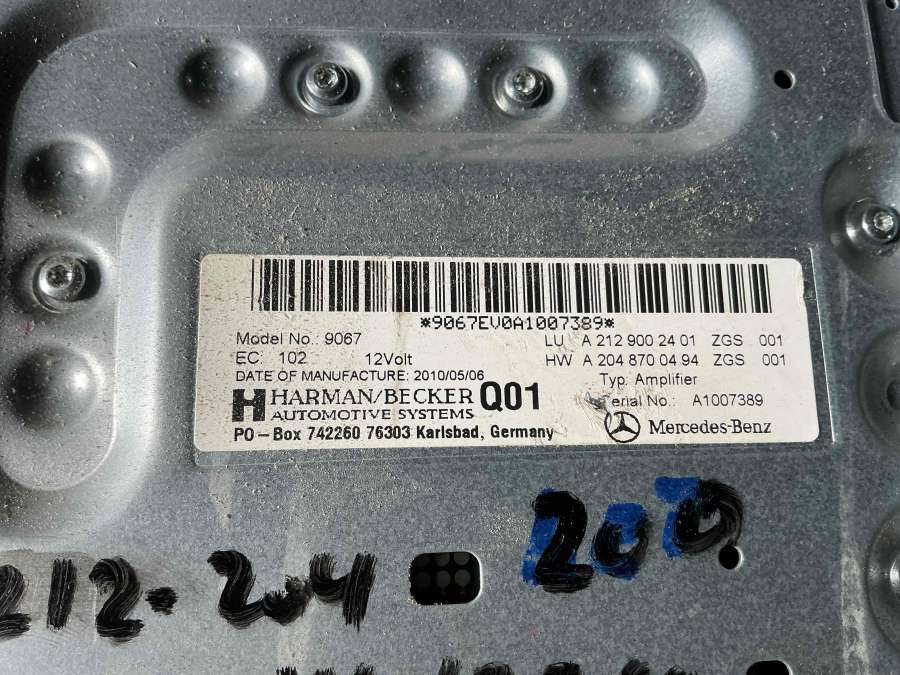 *9067EV0A1007389*
Model No.: 9067 LU A 212 900 24 01 ZGS 001
EC: 102 12Volt HW A 204 870 04 94 ZGS 001
DATE OF MANUFACTURE: 2010/05/06 Typ: Amplifier
HARMAN/BECKER Q01 Serial No.: A1007389
AUTOMOTIVE SYSTEMS
PO-Box 742260 76303 Karlsbad, Germany Mercedes-Benz
200
212-204